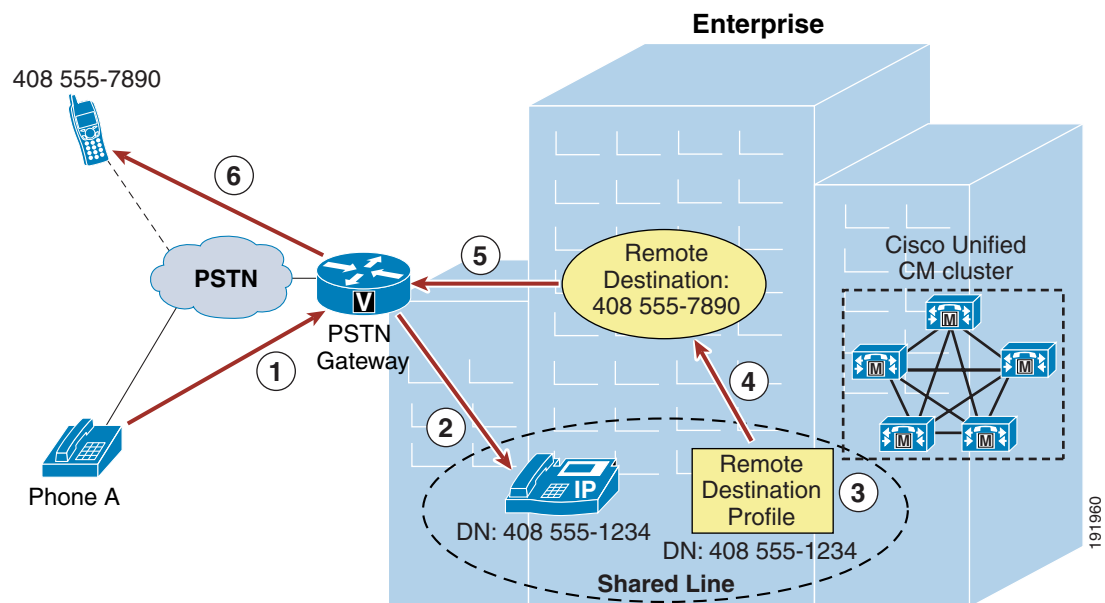 Enterprise
408 555-7890
6
PSTN
V
PSTN
Gateway
1
Phone A
5
Remote
Destination:
408 555-7890
Cisco Unified
CM cluster
M
M
M
M
M
4
2
IP
DN: 408 555-1234
Remote
Destination
Profile
3
DN: 408 555-1234
Shared Line
191960